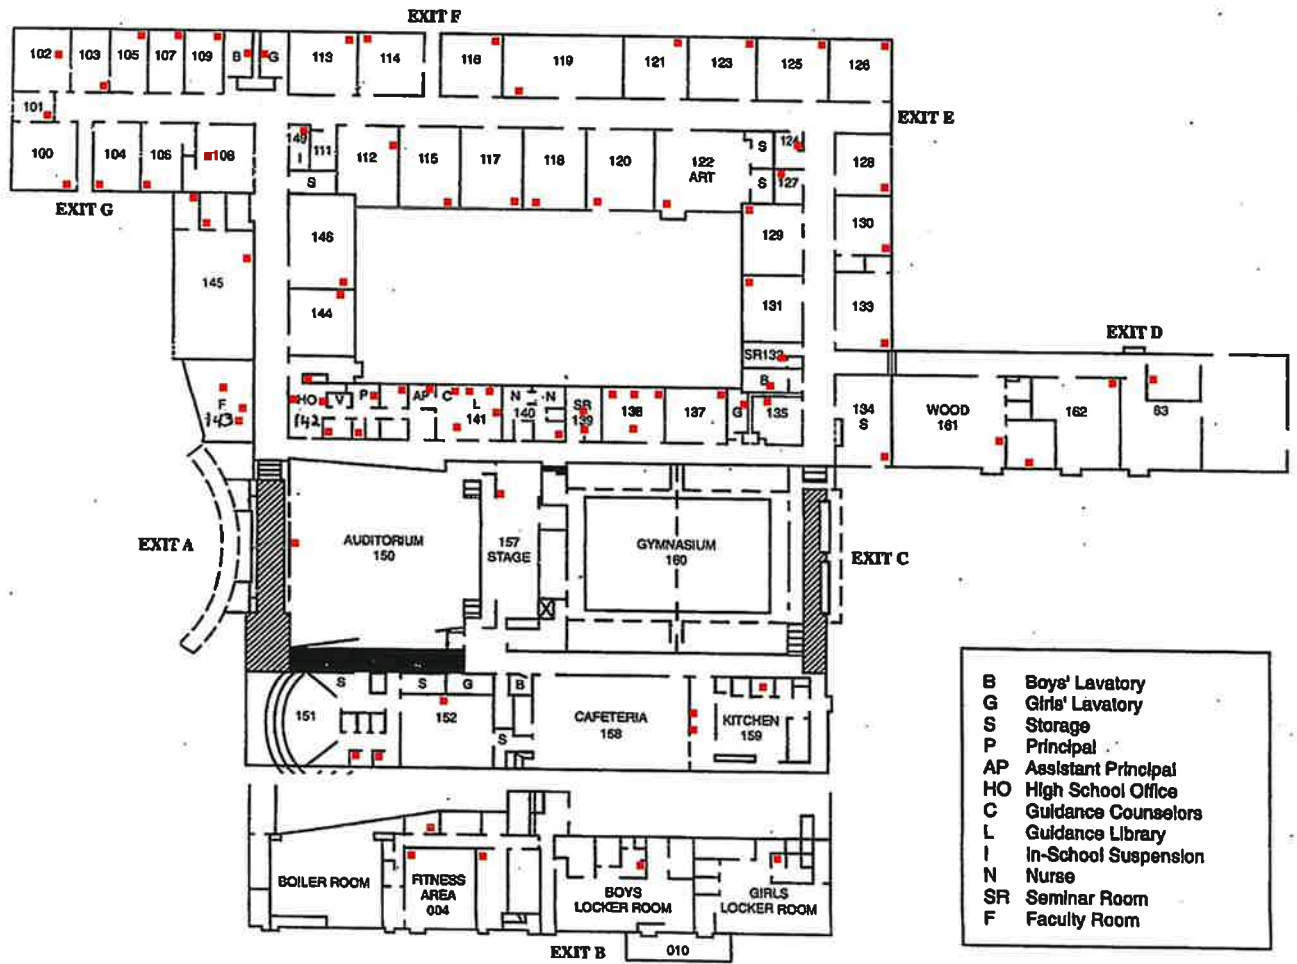 EXIT F
102 103 105 107 109 B G 113 114 116 119 121 123 125 126
101
EXIT E
100 104 106 108 149 111 112 115 117 118 120 122 S 124 128
I ART
S S 127
EXIT G
146 129 130
145
144 131 133
EXIT D
SR132
B
F HO V P AP C L N N SR 136 137 G 135 134 WOOD 162 63
143 142 141 140 139 S 161
EXIT A
AUDITORIUM
150
157
STAGE
GYMNASIUM
160
EXIT C
S S G B
151 152 CAFETERIA KITCHEN
S 158 159
BOILER ROOM
FITNESS
AREA
004
BOYS
LOCKER ROOM
GIRLS
LOCKER ROOM
EXIT B 010
B Boys' Lavatory
G Girls' Lavatory
S Storage
P Principal
AP Assistant Principal
HO High School Office
C Guidance Counselors
L Guidance Library
I In-School Suspension
N Nurse
SR Seminar Room
F Faculty Room